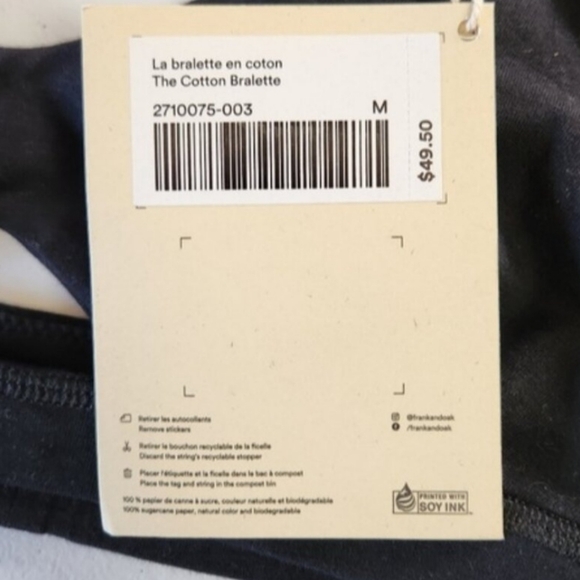 La bralette en coton
The Cotton Bralette
2710075-003 M
$49.50
Retirer les autocollants
Remove stickers
@frankandoak
/frankandoak
Retirer le bouchon recyclable de la ficelle
Discard the string's recyclable stopper
Placer l'étiquette et la ficelle dans le bac à compost
Place the tag and string in the compost bin
100 % papier de canne à sucre, couleur naturelle et biodégradable
100% sugarcane paper, natural color and biodegradable
PRINTED WITH
SOY INK